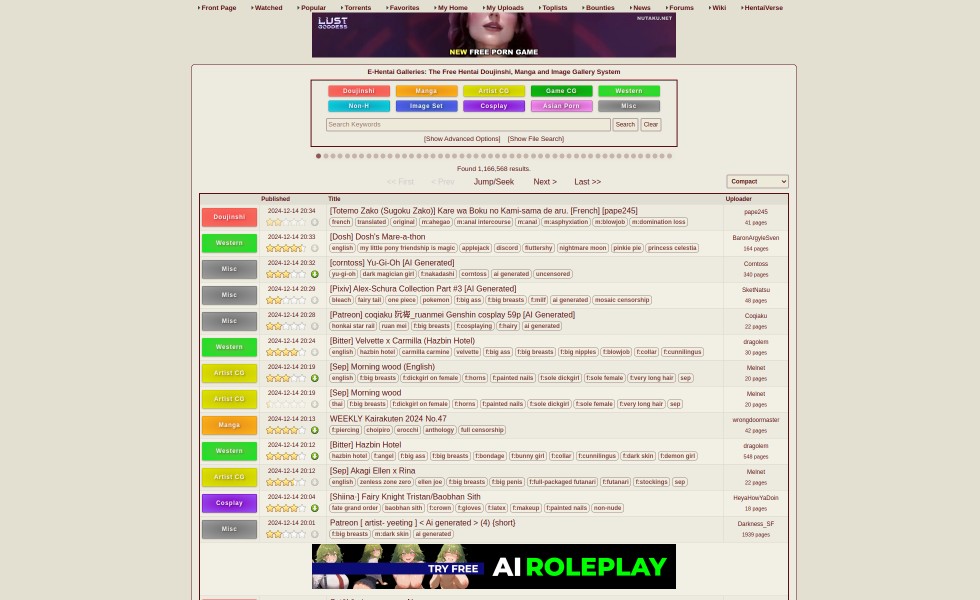 Front Page Watched Popular Torrents Favorites My Home My Uploads Toplists Bounties News Forums Wiki HentaiVerse
LUST GODDESS
NUTAKU.NET
NEW FREE PORN GAME
E-Hentai Galleries: The Free Hentai Doujinshi, Manga and Image Gallery System
Doujinshi Manga Artist CG Game CG Western
Non-H Image Set Cosplay Asian Porn Misc
Search Keywords Search Clear
[Show Advanced Options] [Show File Search]
Found 1,166,568 results.
<< First < Prev Jump/Seek Next > Last >> Compact
Published Title Uploader
Doujinshi 2024-12-14 20:34 [Totemo Zako (Sugoku Zako)] Kare wa Boku no Kami-sama de aru. [French] [pape245] pape245
french translated original m:ahegao m:anal intercourse m:anal m:asphyxiation m:blowjob m:domination loss 41 pages
Western 2024-12-14 20:33 [Dosh] Dosh's Mare-a-thon BaronArgyleSven
english my little pony friendship is magic applejack discord fluttershy nightmare moon pinkie pie princess celestia 164 pages
Misc 2024-12-14 20:32 [corntoss] Yu-Gi-Oh [AI Generated] Corntoss
yu-gi-oh dark magician girl f:nakadashi corntoss ai generated uncensored 340 pages
Misc 2024-12-14 20:29 [Pixiv] Alex-Schura Collection Part #3 [AI Generated] SketNatsu
bleach fairy tail one piece pokemon f:big ass f:big breasts f:milf ai generated mosaic censorship 48 pages
Misc 2024-12-14 20:28 [Patreon] coqiaku 阮梅_ruanmei Genshin cosplay 59p [AI Generated] Coqiaku
honkai star rail ruan mei f:big breasts f:cosplaying f:hairy ai generated 22 pages
Western 2024-12-14 20:24 [Bitter] Velvette x Carmilla (Hazbin Hotel) dragolem
english hazbin hotel carmilla carmine velvette f:big ass f:big breasts f:big nipples f:blowjob f:collar f:cunnilingus 30 pages
Artist CG 2024-12-14 20:19 [Sep] Morning wood (English) Melnet
english f:big breasts f:dickgirl on female f:horns f:painted nails f:sole dickgirl f:sole female f:very long hair sep 20 pages
Artist CG 2024-12-14 20:19 [Sep] Morning wood Melnet
thai f:big breasts f:dickgirl on female f:horns f:painted nails f:sole dickgirl f:sole female f:very long hair sep 20 pages
Manga 2024-12-14 20:13 WEEKLY Kairakuten 2024 No.47 wrongdoormaster
f:piercing choipiro erocchi anthology full censorship 42 pages
Western 2024-12-14 20:12 [Bitter] Hazbin Hotel dragolem
hazbin hotel f:angel f:big ass f:big breasts f:bondage f:bunny girl f:collar f:cunnilingus f:dark skin f:demon girl 548 pages
Artist CG 2024-12-14 20:12 [Sep] Akagi Ellen x Rina Melnet
english zenless zone zero ellen joe f:big breasts f:big penis f:full-packaged futanari f:futanari f:stockings sep 22 pages
Cosplay 2024-12-14 20:04 [Shiina·] Fairy Knight Tristan/Baobhan Sith HeyaHowYaDoin
fate grand order baobhan sith f:crown f:gloves f:latex f:makeup f:painted nails non-nude 18 pages
Misc 2024-12-14 20:01 Patreon [ artist- yeeting ] < Ai generated > (4) {short} Darkness_SF
f:big breasts m:dark skin ai generated 1939 pages
TRY FREE AI ROLEPLAY